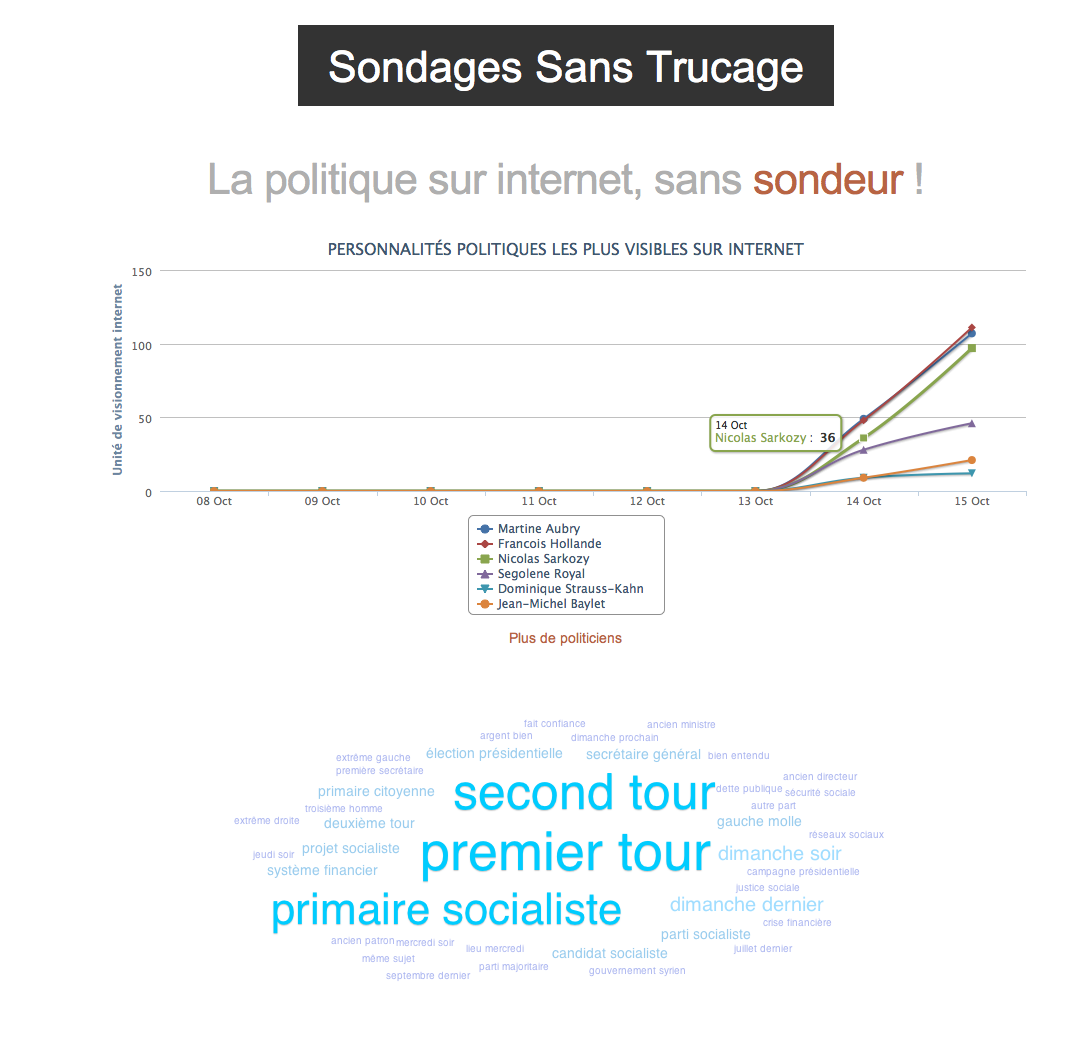 Sondages Sans Trucage
La politique sur internet, sans sondeur !
PERSONNALITÉS POLITIQUES LES PLUS VISIBLES SUR INTERNET
Unité de visionnement internet
150
100
50
0
14 Oct
Nicolas Sarkozy : 36
08 Oct 09 Oct 10 Oct 11 Oct 12 Oct 13 Oct 14 Oct 15 Oct
Martine Aubry
Francois Hollande
Nicolas Sarkozy
Segolene Royal
Dominique Strauss-Kahn
Jean-Michel Baylet
Plus de politiciens
fait confiance ancien ministre
argent bien dimanche prochain
élection présidentielle secrétaire général bien entendu
extrême gauche
première secrétaire ancien directeur
primaire citoyenne second tour dette publique sécurité sociale
troisième homme autre part
extrême droite deuxième tour gauche molle
réseaux sociaux
jeudi soir projet socialiste premier tour dimanche soir
système financier campagne présidentielle
justice sociale
primaire socialiste dimanche dernier
crise financière
parti socialiste
ancien patron mercredi soir lieu mercredi candidat socialiste juillet dernier
même sujet parti majoritaire gouvernement syrien
septembre dernier